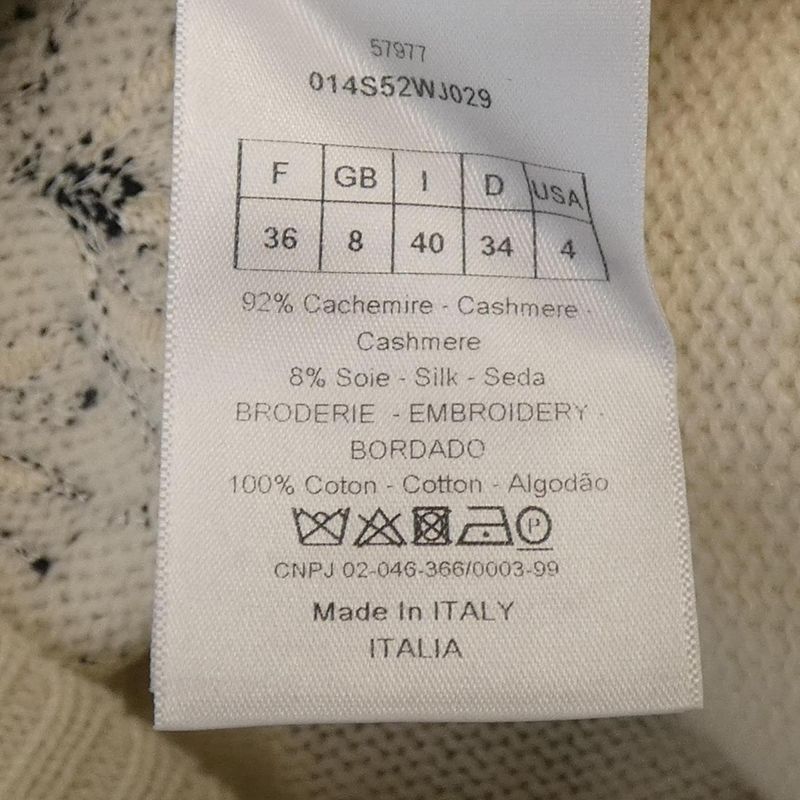 57977
014S52WJ029
F GB I D USA
36 8 40 34 4
92% Cachemire - Cashmere -
Cashmere
8% Soie - Silk - Seda
BRODERIE - EMBROIDERY -
BORDADO
100% Coton - Cotton - Algodão
P
CNPJ 02-046-366/0003-99
Made In ITALY
ITALIA